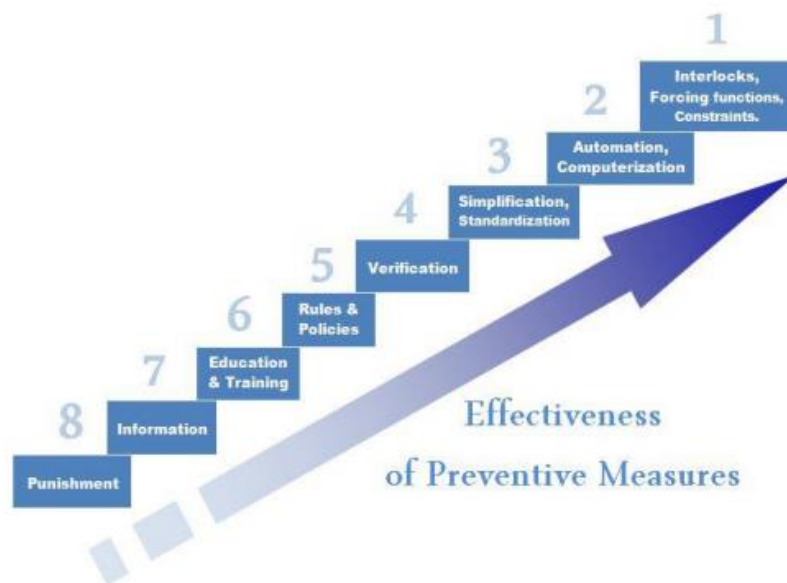 1
Interlocks,
Forcing functions,
Constraints.
2
Automation,
Computerization
3
Simplification,
Standardization
4
Verification
5
Rules &
Policies
6
Education
& Training
7
Information
8
Punishment
Effectiveness
of Preventive Measures